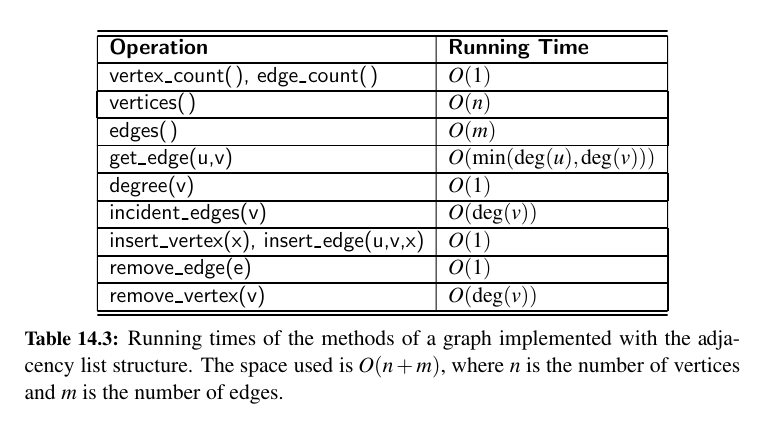 Operation Running Time
vertex_count(), edge_count() O(1)
vertices() O(n)
edges() O(m)
get_edge(u,v) O(min(deg(u),deg(v)))
degree(v) O(1)
incident_edges(v) O(deg(v))
insert_vertex(x), insert_edge(u,v,x) O(1)
remove_edge(e) O(1)
remove_vertex(v) O(deg(v))
Table 14.3: Running times of the methods of a graph implemented with the adja-
cency list structure. The space used is O(n+m), where n is the number of vertices
and m is the number of edges.